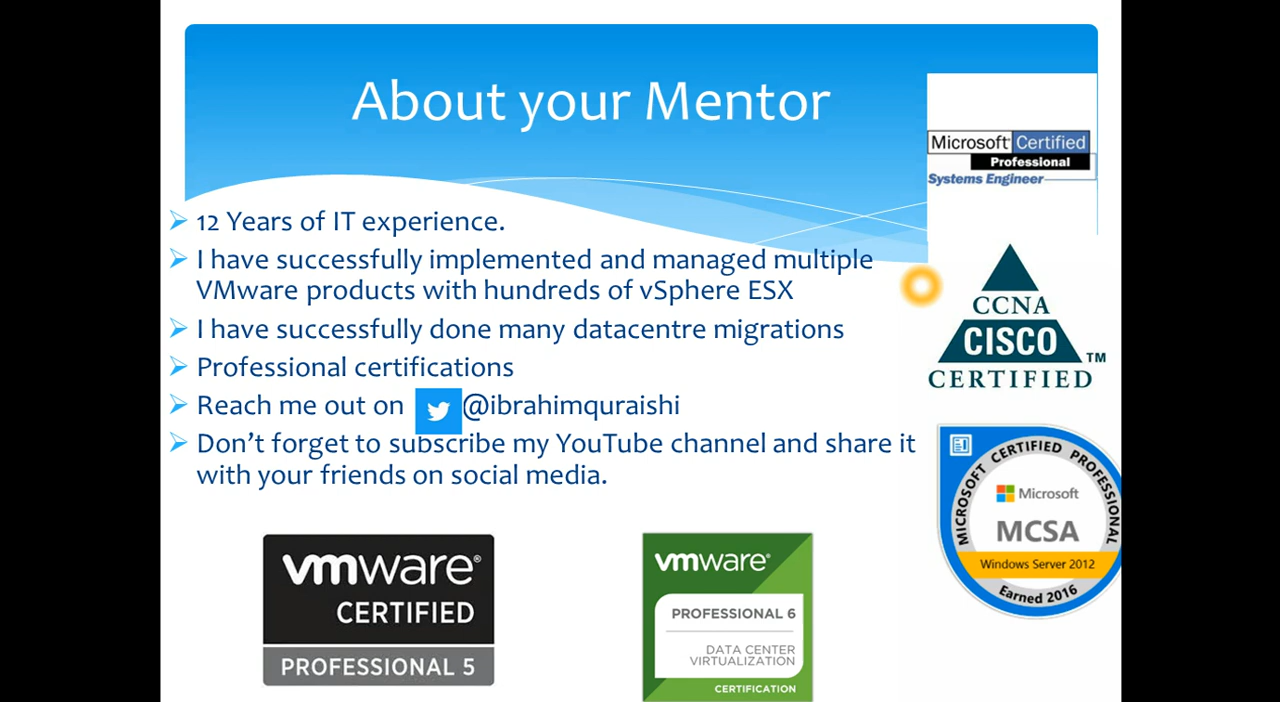 About your Mentor
Microsoft Certified
Professional
Systems Engineer
➢ 12 Years of IT experience.
➢ I have successfully implemented and managed multiple
VMware products with hundreds of vSphere ESX
➢ I have successfully done many datacentre migrations
➢ Professional certifications
➢ Reach me out on @ibrahimquraishi
➢ Don’t forget to subscribe my YouTube channel and share it
with your friends on social media.
CCNA
CISCO
TM
CERTIFIED
MICROSOFT CERTIFIED PROFESSIONAL
Microsoft
MCSA
Windows Server 2012
Earned 2016
vmware®
CERTIFIED
PROFESSIONAL 5
vmware®
PROFESSIONAL 6
DATA CENTER
VIRTUALIZATION
CERTIFICATION